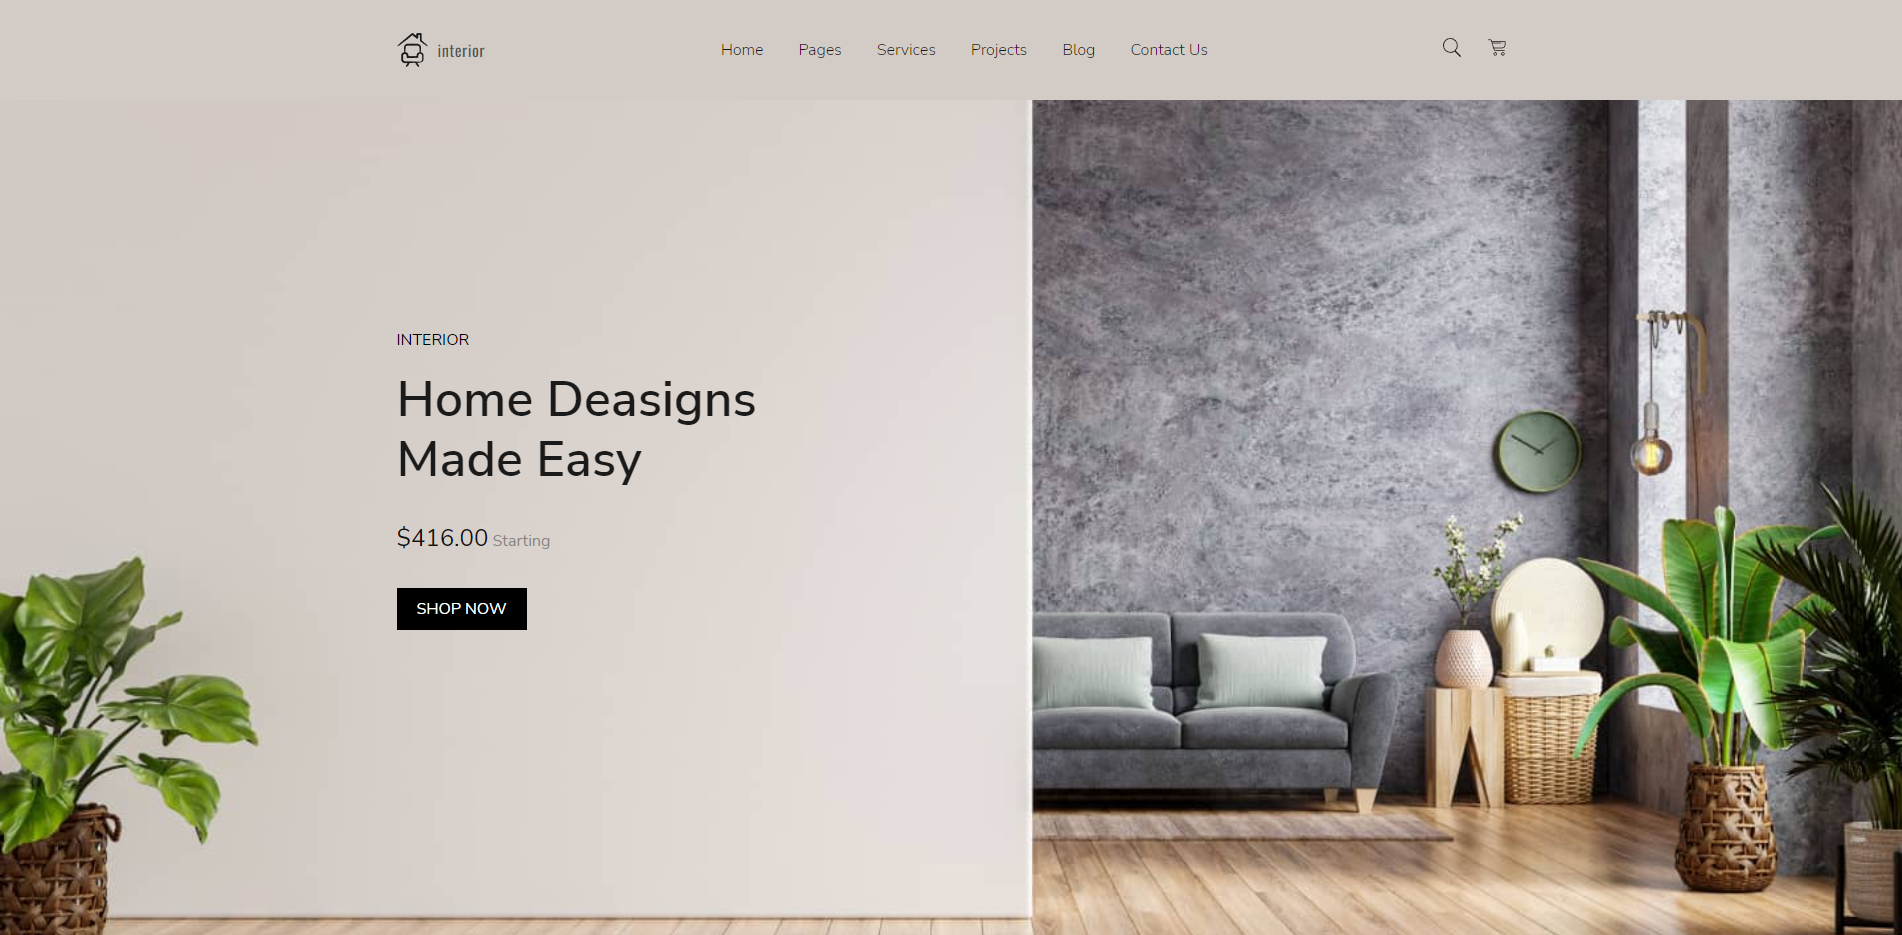 interior
Home Pages Services Projects Blog Contact Us
INTERIOR
Home Deasigns
Made Easy
$416.00 Starting
SHOP NOW